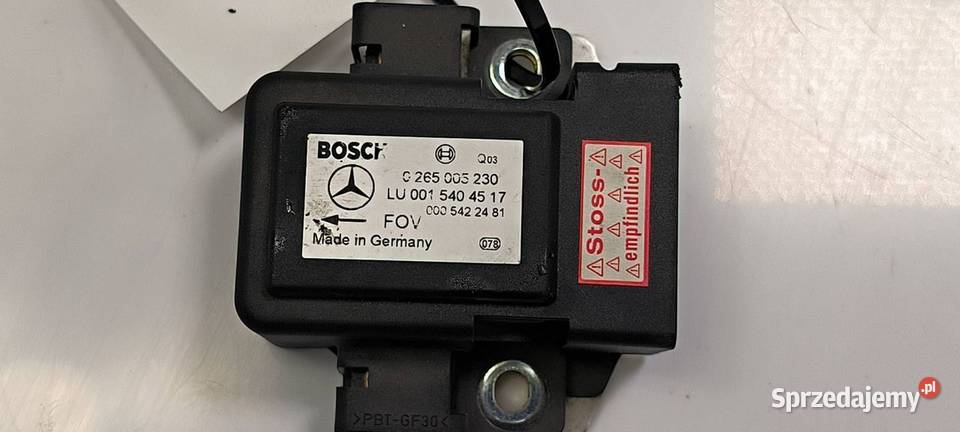 BOSCH
Q03
0 265 005 230
LU 001 540 45 17
000 542 24 81
FOV
Made in Germany
078
Stoss-
empfindlich
>PBT-GF30<
Sprzedajemy.pl